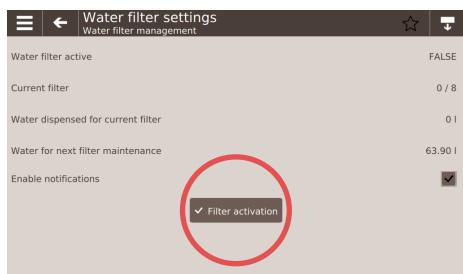 Water filter settings
Water filter management
Water filter active FALSE
Current filter 0 / 8
Water dispensed for current filter 0 l
Water for next filter maintenance 63.90 l
Enable notifications
Filter activation